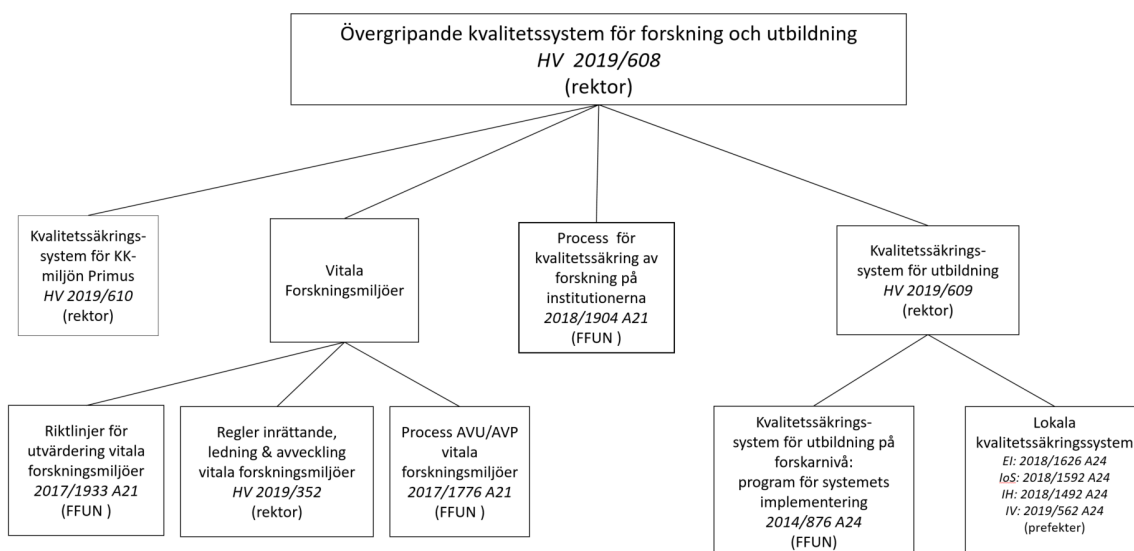 Övergripande kvalitetssystem för forskning och utbildning
HV 2019/608
(rektor)
Kvalitetssäkrings-
system för KK-
miljön Primus
HV 2019/610
(rektor)
Vitala
Forskningsmiljöer
Process för
kvalitetssäkring av
forskning på
institutionerna
2018/1904 A21
(FFUN )
Kvalitetssäkrings-
system för utbildning
HV 2019/609
(rektor)
Riktlinjer för
utvärdering vitala
forskningsmiljöer
2017/1933 A21
(FFUN )
Regler inrättande,
ledning & avveckling
vitala forskningsmiljöer
HV 2019/352
(rektor)
Process AVU/AVP
vitala
forskningsmiljöer
2017/1776 A21
(FFUN )
Kvalitetssäkrings-
system för utbildning på
forskarnivå:
program för systemets
implementering
2014/876 A24
(FFUN)
Lokala
kvalitetssäkringssystem
EI: 2018/1626 A24
IoS: 2018/1592 A24
IH: 2018/1492 A24
IV: 2019/562 A24
(prefekter)